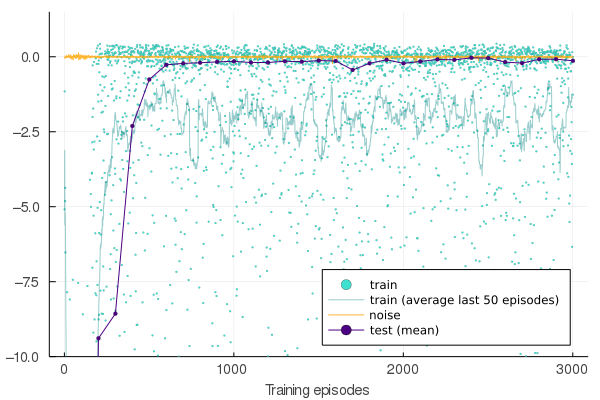 0.0
−2.5
−5.0
−7.5
−10.0
0
1000
2000
3000
Training episodes
train
train (average last 50 episodes)
noise
test (mean)